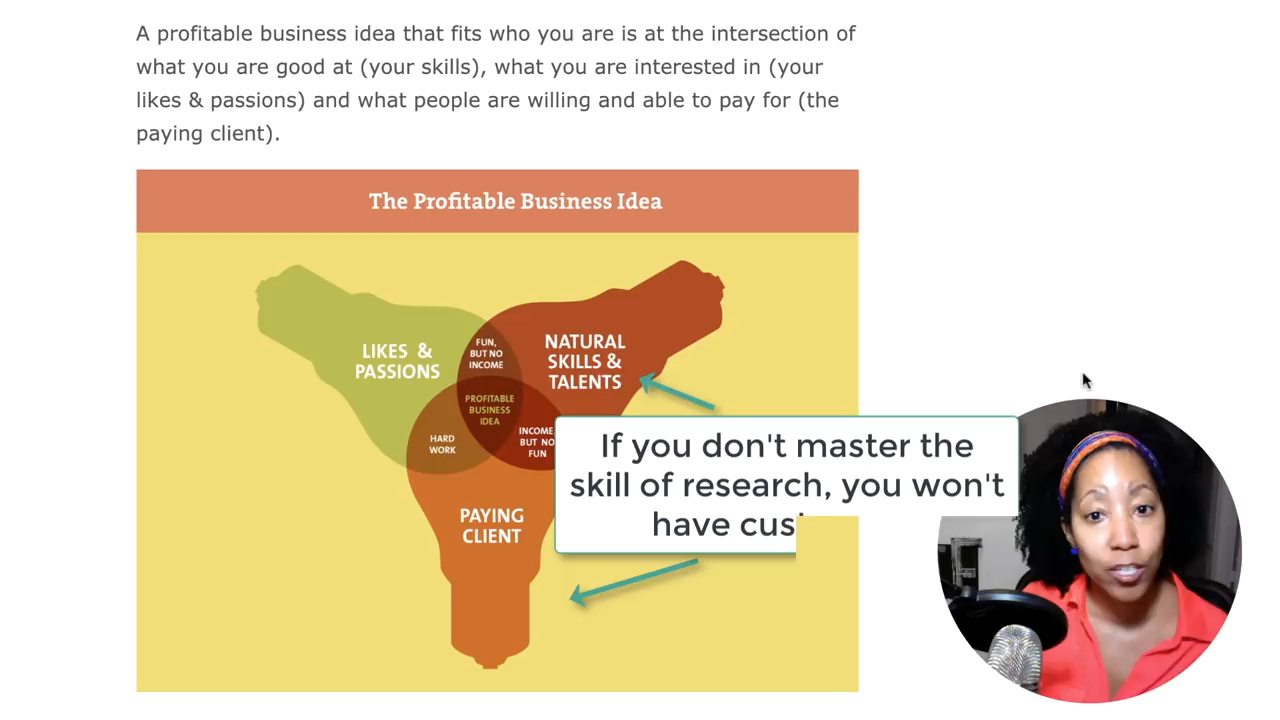 A profitable business idea that fits who you are is at the intersection of
what you are good at (your skills), what you are interested in (your
likes & passions) and what people are willing and able to pay for (the
paying client).
The Profitable Business Idea
LIKES &
PASSIONS
FUN,
BUT NO
INCOME
NATURAL
SKILLS &
TALENTS
PROFITABLE
BUSINESS
IDEA
HARD
WORK
INCOME
BUT NO
FUN
PAYING
CLIENT
If you don't master the
skill of research, you won't
have